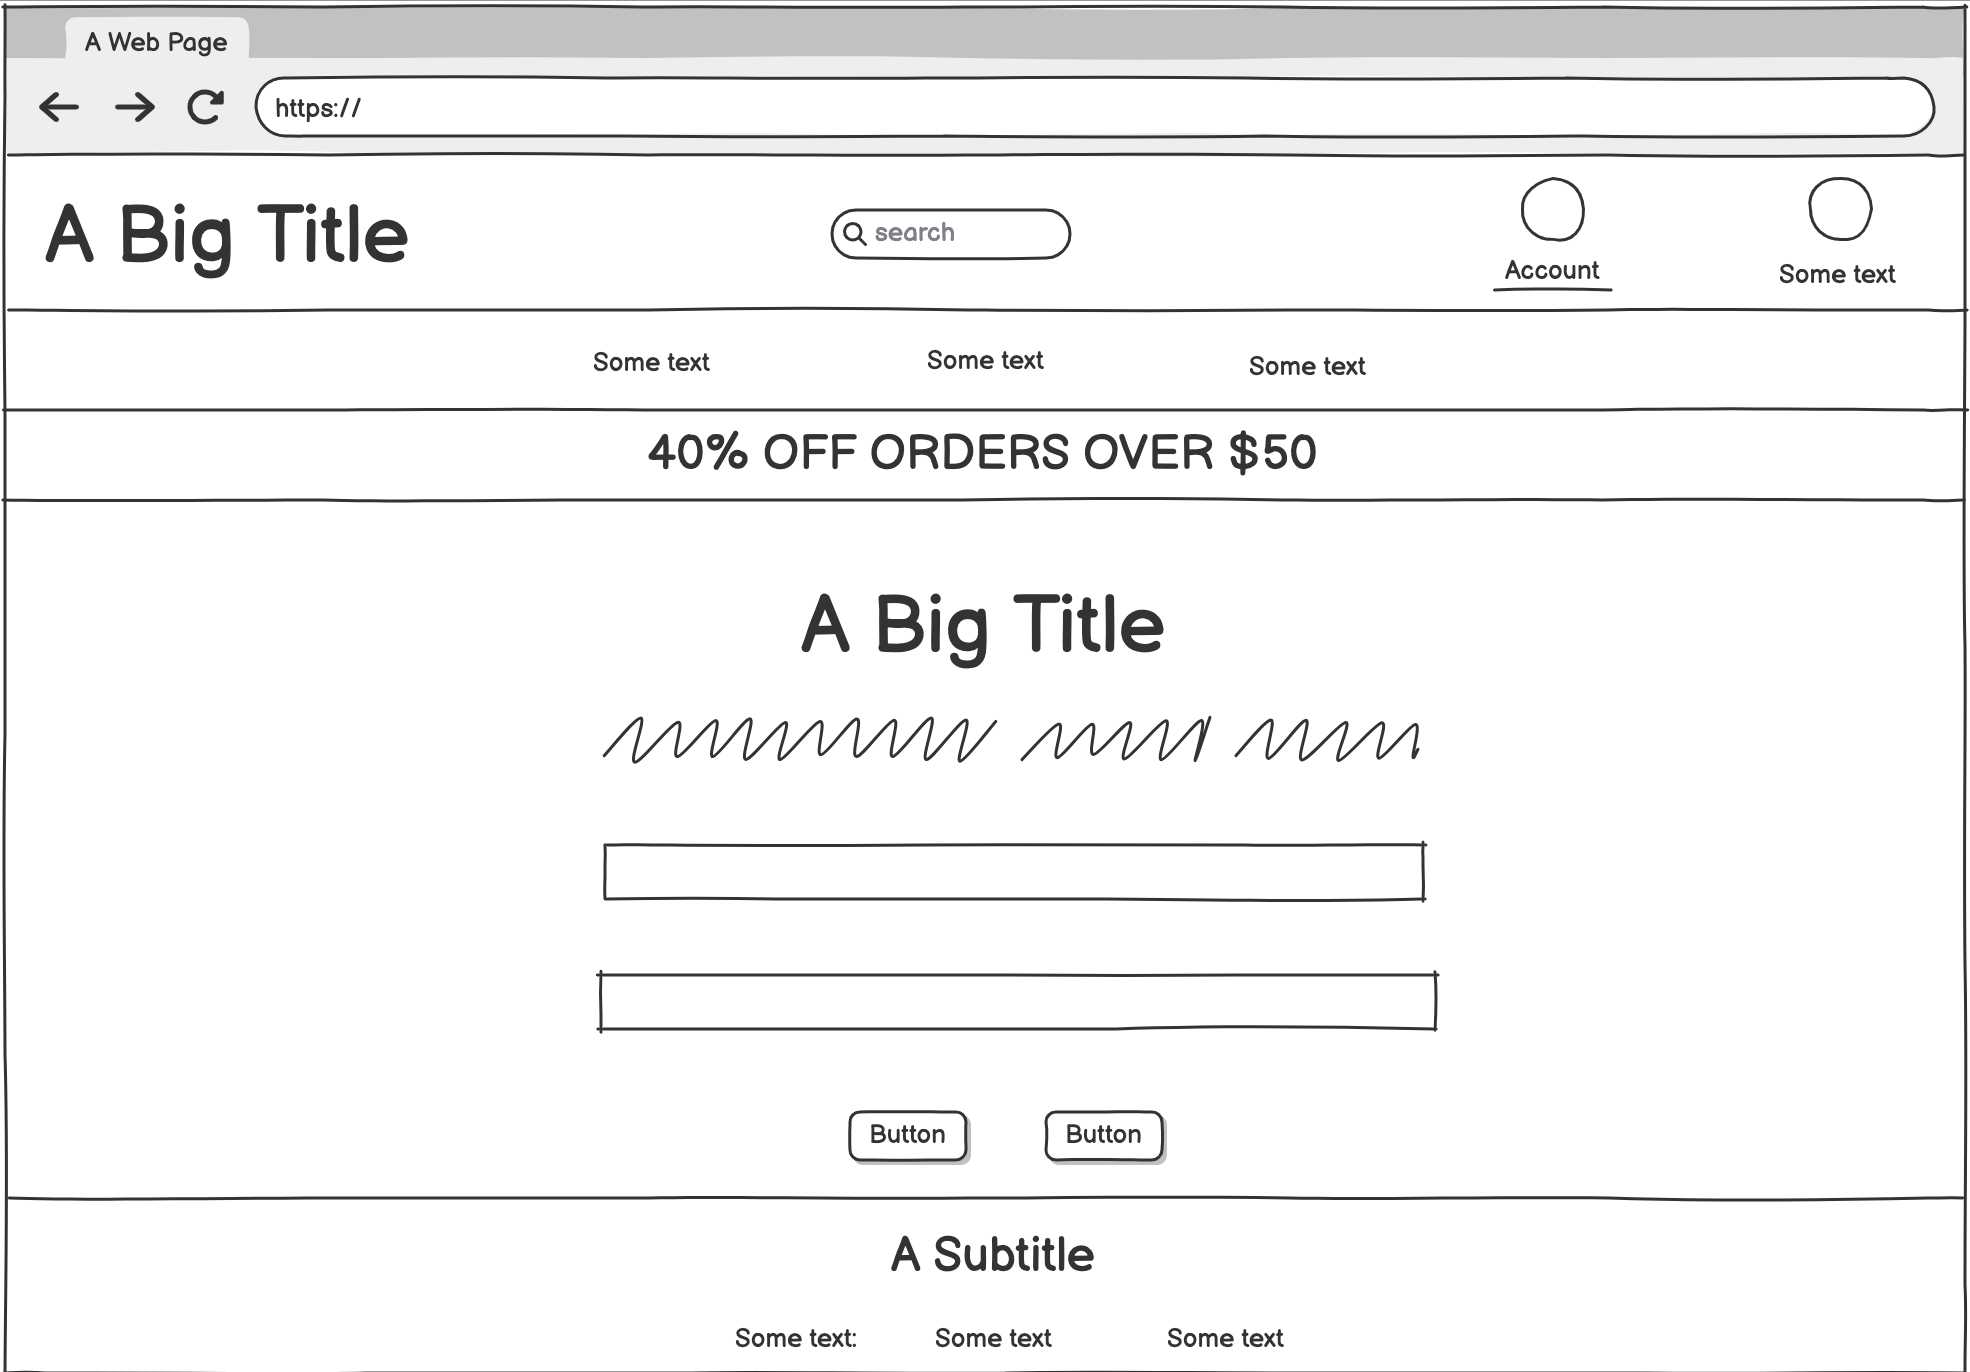 A Web Page
https://
A Big Title
search
Account
Some text
Some text
Some text
Some text
40% OFF ORDERS OVER $50
A Big Title
Button
Button
A Subtitle
Some text:
Some text
Some text